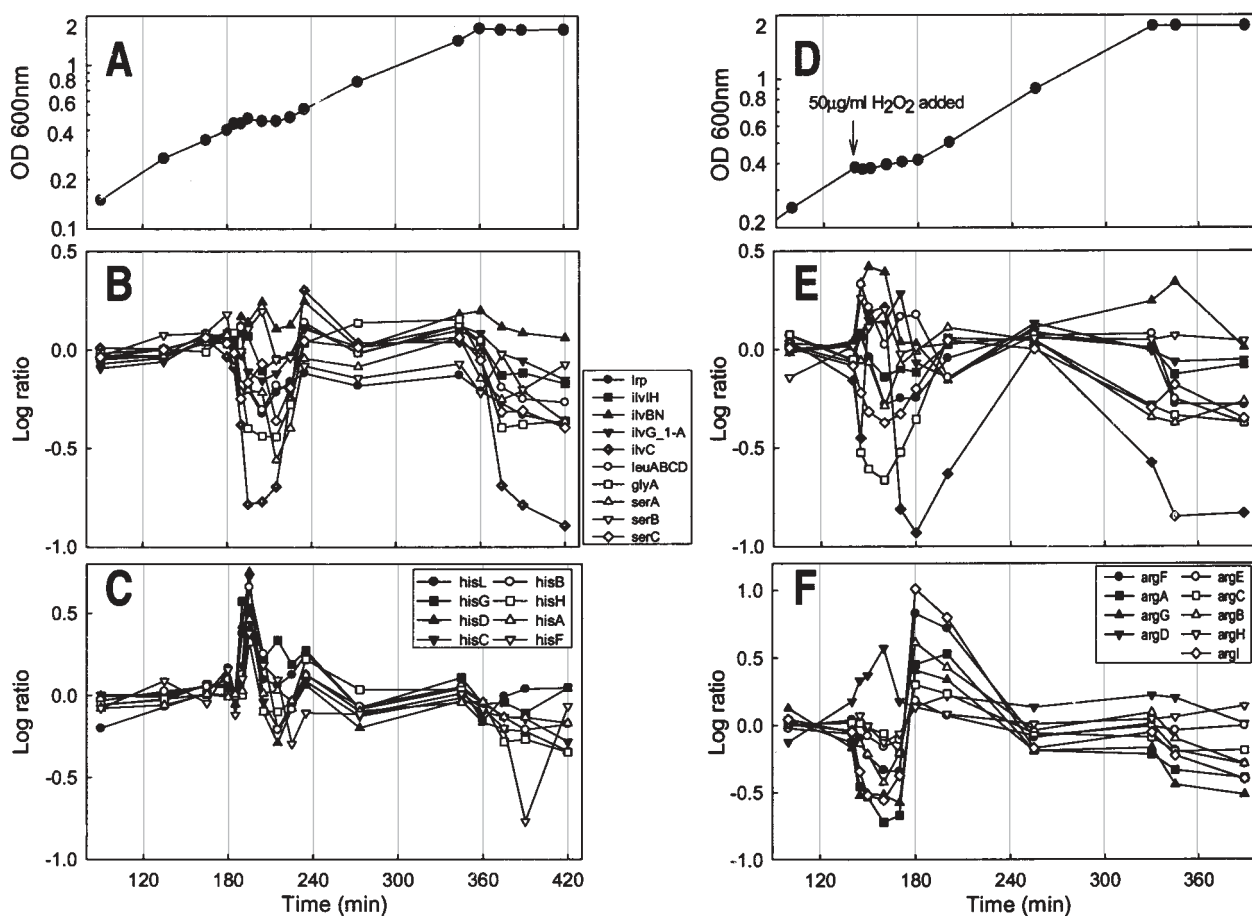 A
OD 600nm
2
1
0.8
0.6
0.4
0.2
0.1
B
Log ratio
0.5
0.0
-0.5
-1.0
lrp
ilvIH
ilvBN
ilvG_1-A
ilvC
leuABCD
glyA
serA
serB
serC
C
Log ratio
0.5
0.0
-0.5
-1.0
hisL hisB
hisG hisH
hisD hisA
hisC hisF
120 180 240 300 360 420
Time (min)
D
OD 600nm
2
1
0.8
0.6
0.4
0.2
50µg/ml H₂O₂ added
E
Log ratio
0.5
0.0
-0.5
-1.0
F
Log ratio
1.0
0.5
0.0
-0.5
-1.0
argF argE
argA argC
argG argB
argD argH
argI
120 180 240 300 360
Time (min)